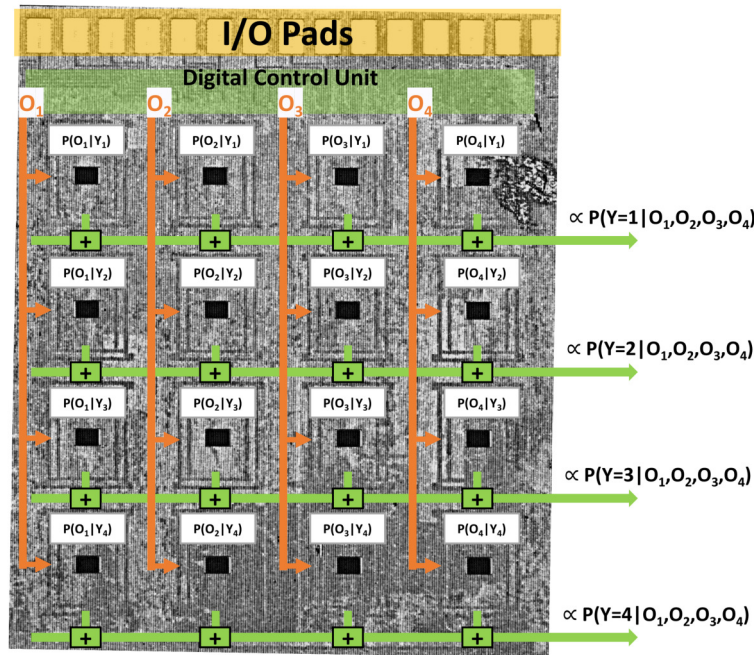 I/O Pads
Digital Control Unit
O₁ O₂ O₃ O₄
P(O₁|Y₁) P(O₂|Y₁) P(O₃|Y₁) P(O₄|Y₁)
∝ P(Y=1|O₁,O₂,O₃,O₄)
+ + + +
P(O₁|Y₂) P(O₂|Y₂) P(O₃|Y₂) P(O₄|Y₂)
∝ P(Y=2|O₁,O₂,O₃,O₄)
+ + + +
P(O₁|Y₃) P(O₂|Y₃) P(O₃|Y₃) P(O₄|Y₃)
∝ P(Y=3|O₁,O₂,O₃,O₄)
+ + + +
P(O₁|Y₄) P(O₂|Y₄) P(O₃|Y₄) P(O₄|Y₄)
∝ P(Y=4|O₁,O₂,O₃,O₄)
+ + + +